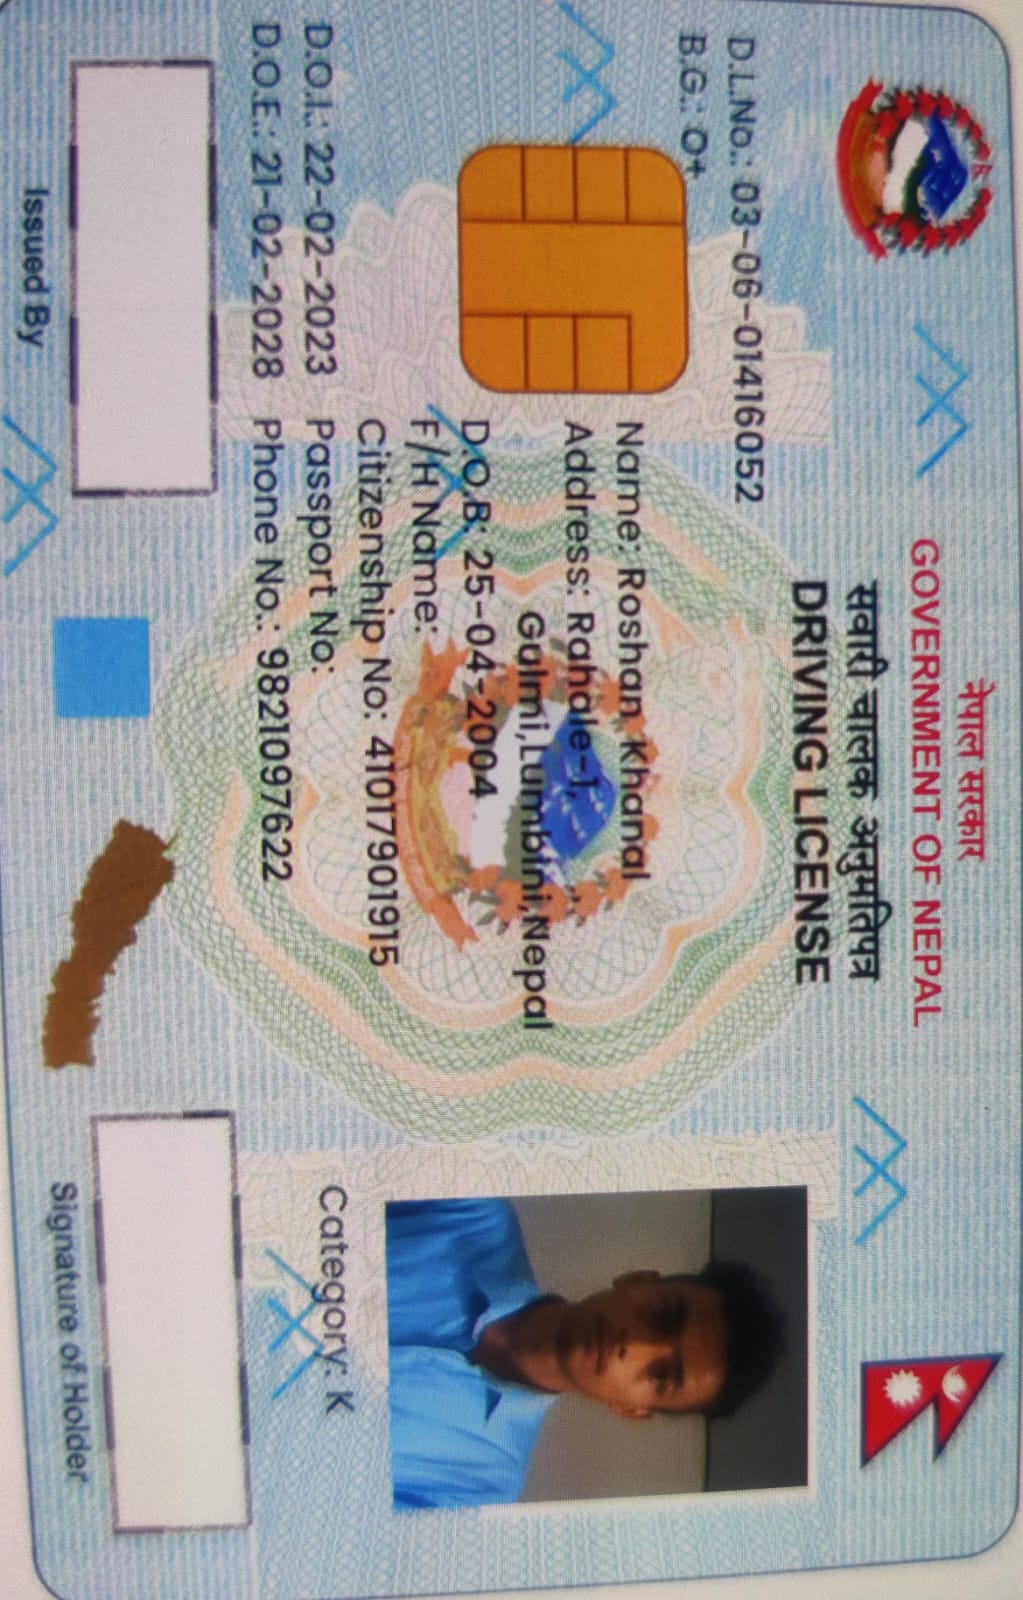 नेपाल सरकार
GOVERNMENT OF NEPAL
सवारी चालक अनुमतिपत्र
DRIVING LICENSE
D.L.No.: 03-06-01416052
B.G.: O+
Name: Roshan Khanal
Address: Rahale-1,
Gulmi,Lumbini,Nepal
D.O.B: 25-04-2004
F/H Name:
Citizenship No: 41017901915
D.O.I.: 22-02-2023
Passport No:
D.O.E.: 21-02-2028
Phone No.: 9821097622
Category: K
Issued By
Signature of Holder